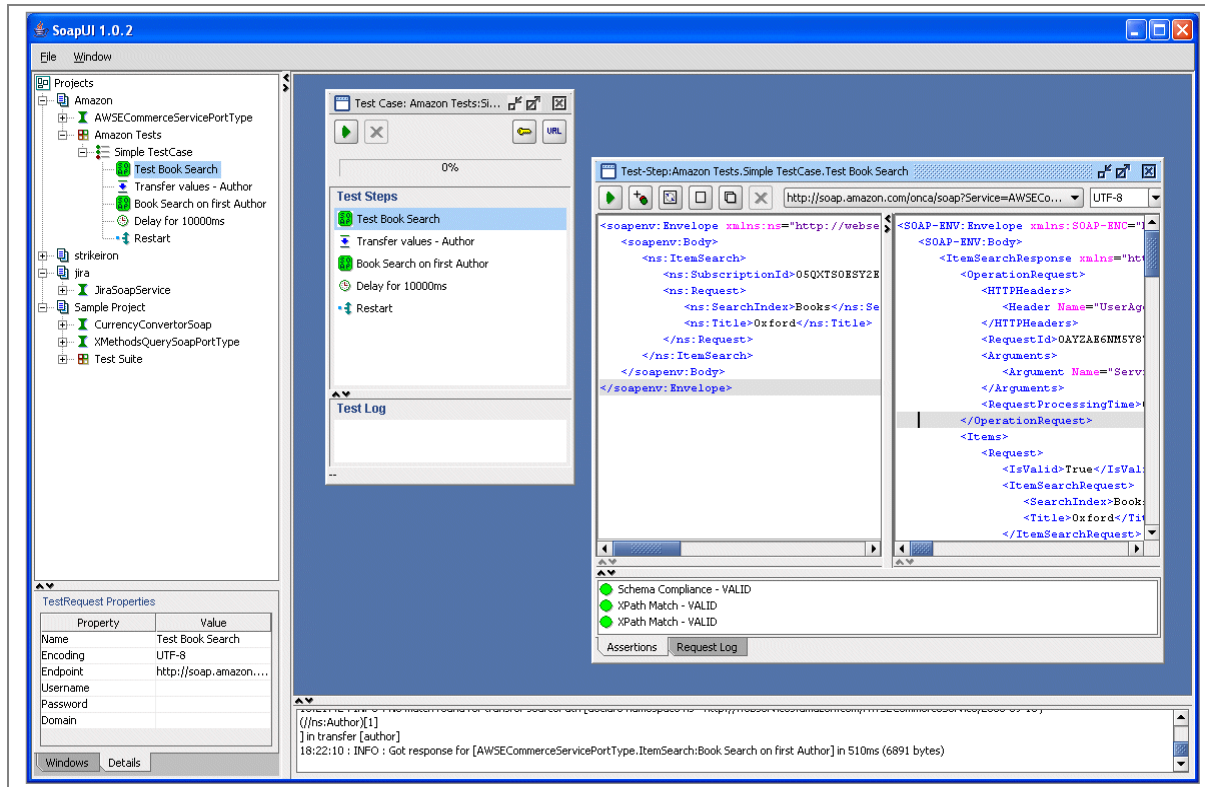 SoapUI 1.0.2
File Window
Projects
Amazon
AWSECommerceServicePortType
Amazon Tests
Simple TestCase
Test Book Search
Transfer values - Author
Book Search on first Author
Delay for 10000ms
Restart
strikeiron
jira
JiraSoapService
Sample Project
CurrencyConvertorSoap
XMethodsQuerySoapPortType
Test Suite
TestRequest Properties
Property Value
Name Test Book Search
Encoding UTF-8
Endpoint http://soap.amazon....
Username
Password
Domain
Windows Details
Test Case: Amazon Tests:Si...
URL
0%
Test Steps
Test Book Search
Transfer values - Author
Book Search on first Author
Delay for 10000ms
Restart
Test Log
--
Test-Step:Amazon Tests.Simple TestCase.Test Book Search
http://soap.amazon.com/onca/soap?Service=AWSECo... UTF-8
<soapenv:Envelope xmlns:ns="http://webse
<soapenv:Body>
<ns:ItemSearch>
<ns:SubscriptionId>
<ns:Request>
<ns:SearchIndex>Books</ns:Se
<ns:Title>Oxford</ns:Title>
</ns:Request>
</ns:ItemSearch>
</soapenv:Body>
</soapenv:Envelope>
<SOAP-ENV:Envelope xmlns:SOAP-ENC="
<SOAP-ENV:Body>
<ItemSearchResponse xmlns="htt
<OperationRequest>
<HTTPHeaders>
<Header Name="UserAge
</HTTPHeaders>
<RequestId>
<Arguments>
<Argument Name="Servi
</Arguments>
<RequestProcessingTime>
</OperationRequest>
<Items>
<Request>
<IsValid>True</IsVal
<ItemSearchRequest>
<SearchIndex>Book
<Title>Oxford</Tit
</ItemSearchRequest>
Schema Compliance - VALID
XPath Match - VALID
XPath Match - VALID
Assertions Request Log
(//ns:Author)[1]
] in transfer [author]
18:22:10 : INFO : Got response for [AWSECommerceServicePortType.ItemSearch:Book Search on first Author] in 510ms (6891 bytes)